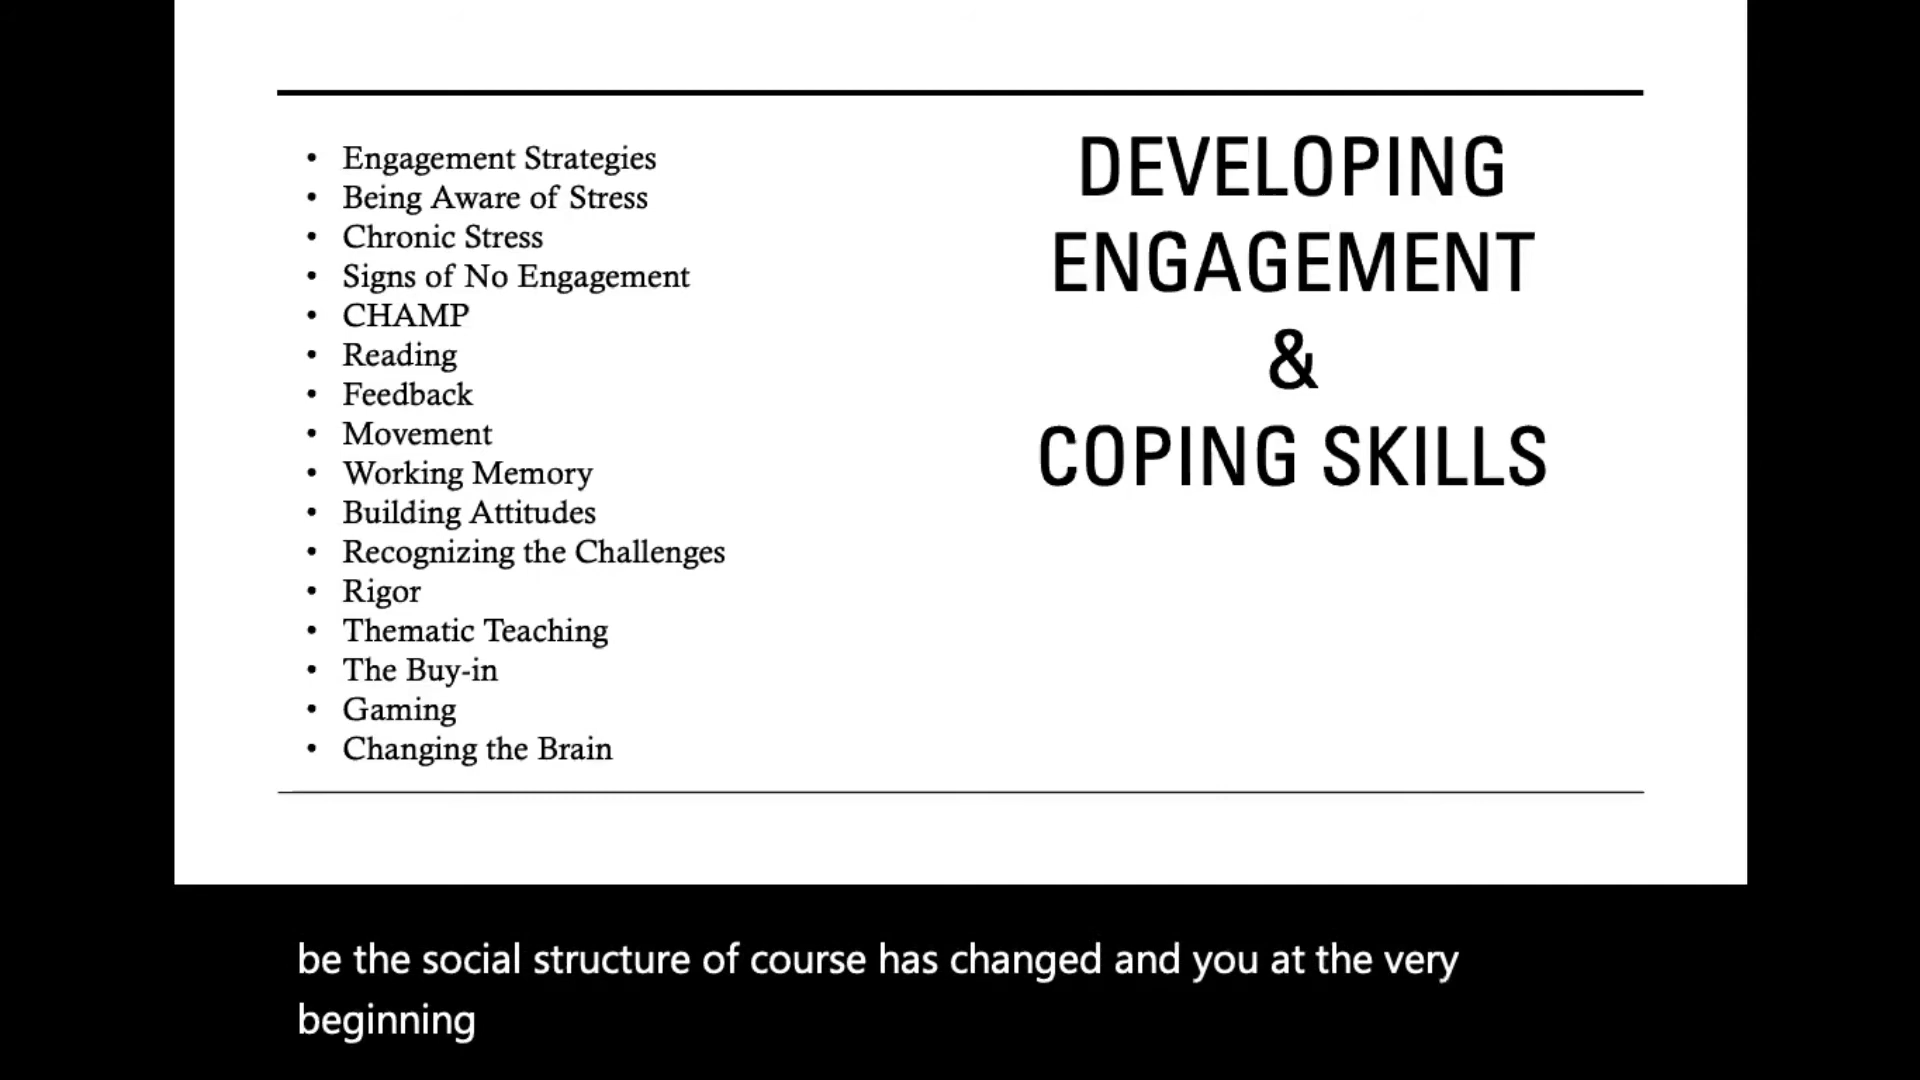 • Engagement Strategies
• Being Aware of Stress
• Chronic Stress
• Signs of No Engagement
• CHAMP
• Reading
• Feedback
• Movement
• Working Memory
• Building Attitudes
• Recognizing the Challenges
• Rigor
• Thematic Teaching
• The Buy-in
• Gaming
• Changing the Brain
DEVELOPING
ENGAGEMENT
&
COPING SKILLS
be the social structure of course has changed and you at the very
beginning